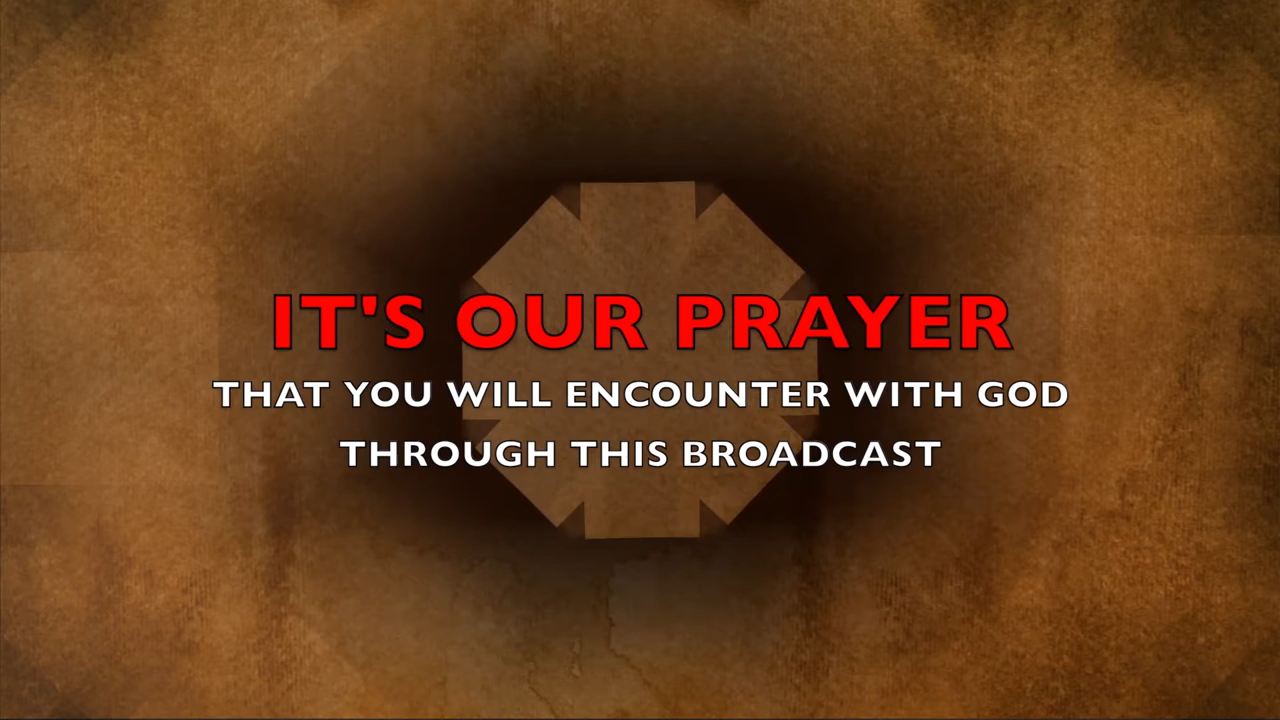 IT'S OUR PRAYER
THAT YOU WILL ENCOUNTER WITH GOD
THROUGH THIS BROADCAST